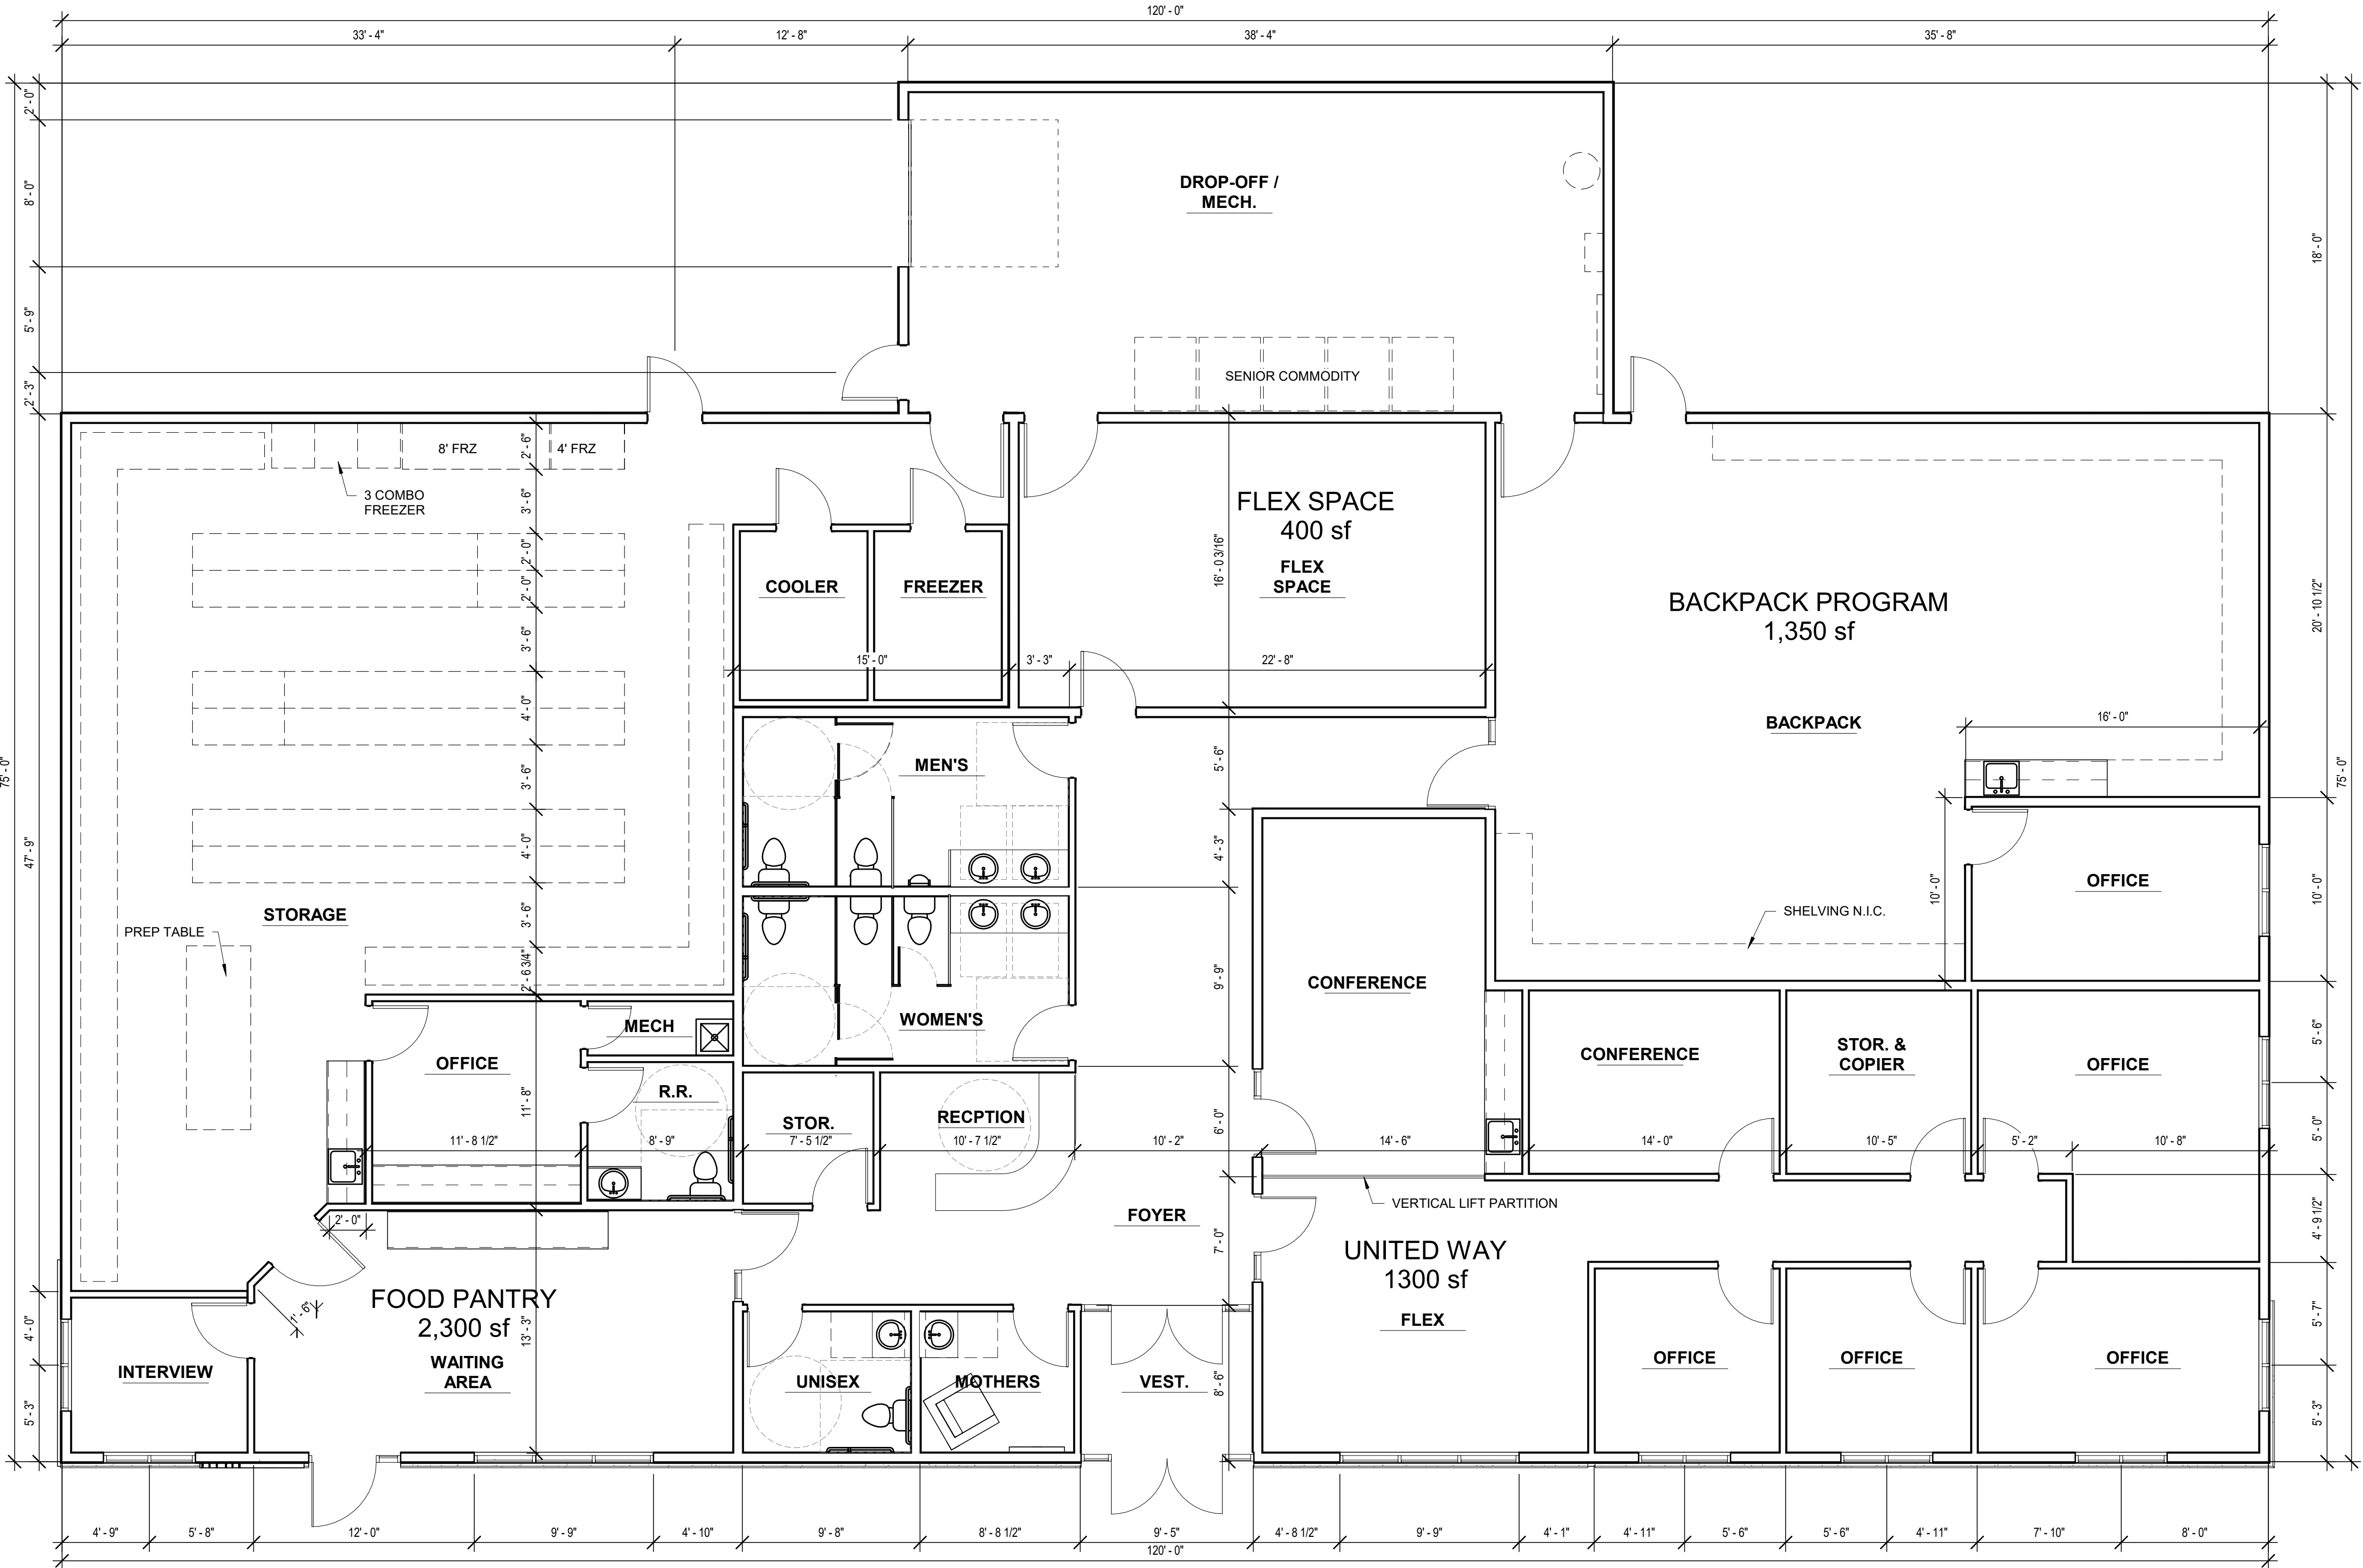 120' - 0"
33' - 4"
12' - 8"
38' - 4"
35' - 8"
2' - 0"
8' - 0"
5' - 9"
2' - 3"
47' - 9"
4' - 0"
5' - 3"
75' - 0"
DROP-OFF /
MECH.
SENIOR COMMODITY
18' - 0"
20' - 10 1/2"
10' - 0"
5' - 6"
5' - 0"
4' - 9 1/2"
5' - 7"
5' - 3"
75' - 0"
8' FRZ
4' FRZ
3 COMBO
FREEZER
2' - 6"
3' - 6"
2' - 0"
2' - 0"
3' - 6"
4' - 0"
3' - 6"
4' - 0"
3' - 6"
2' - 6 3/4"
11' - 8"
13' - 3"
COOLER
FREEZER
FLEX SPACE
400 sf
FLEX
SPACE
16' - 0 3/16"
15' - 0"
3' - 3"
22' - 8"
BACKPACK PROGRAM
1,350 sf
BACKPACK
16' - 0"
MEN'S
5' - 6"
4' - 3"
9' - 9"
6' - 0"
7' - 0"
8' - 6"
10' - 0"
OFFICE
SHELVING N.I.C.
STORAGE
PREP TABLE
CONFERENCE
WOMEN'S
MECH
OFFICE
R.R.
STOR.
RECPTION
CONFERENCE
STOR. &
COPIER
OFFICE
11' - 8 1/2"
8' - 9"
7' - 5 1/2"
10' - 7 1/2"
10' - 2"
14' - 6"
14' - 0"
10' - 5"
5' - 2"
10' - 8"
VERTICAL LIFT PARTITION
2' - 0"
FOYER
UNITED WAY
1300 sf
FLEX
1' - 6"
FOOD PANTRY
2,300 sf
WAITING
AREA
INTERVIEW
UNISEX
MOTHERS
VEST.
OFFICE
OFFICE
OFFICE
4' - 9"
5' - 8"
12' - 0"
9' - 9"
4' - 10"
9' - 8"
8' - 8 1/2"
9' - 5"
4' - 8 1/2"
9' - 9"
4' - 1"
4' - 11"
5' - 6"
5' - 6"
4' - 11"
7' - 10"
8' - 0"
120' - 0"